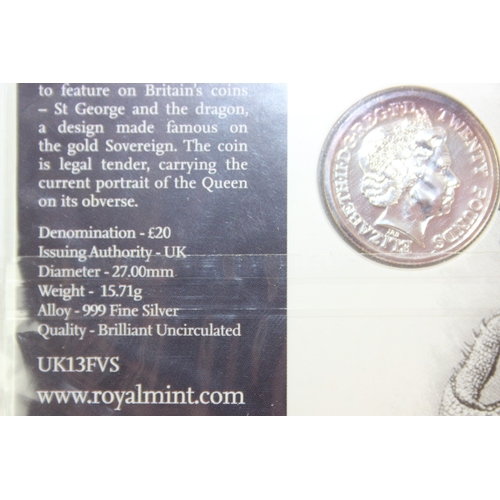 to feature on Britain's coins
– St George and the dragon,
a design made famous on
the gold Sovereign. The coin
is legal tender, carrying the
current portrait of the Queen
on its obverse.
Denomination - £20
Issuing Authority - UK
Diameter - 27.00mm
Weight - 15.71g
Alloy - 999 Fine Silver
Quality - Brilliant Uncirculated
UK13FVS
www.royalmint.com
ELIZABETH·II·D·G·REG·F·D· TWENTY POUNDS
IRB